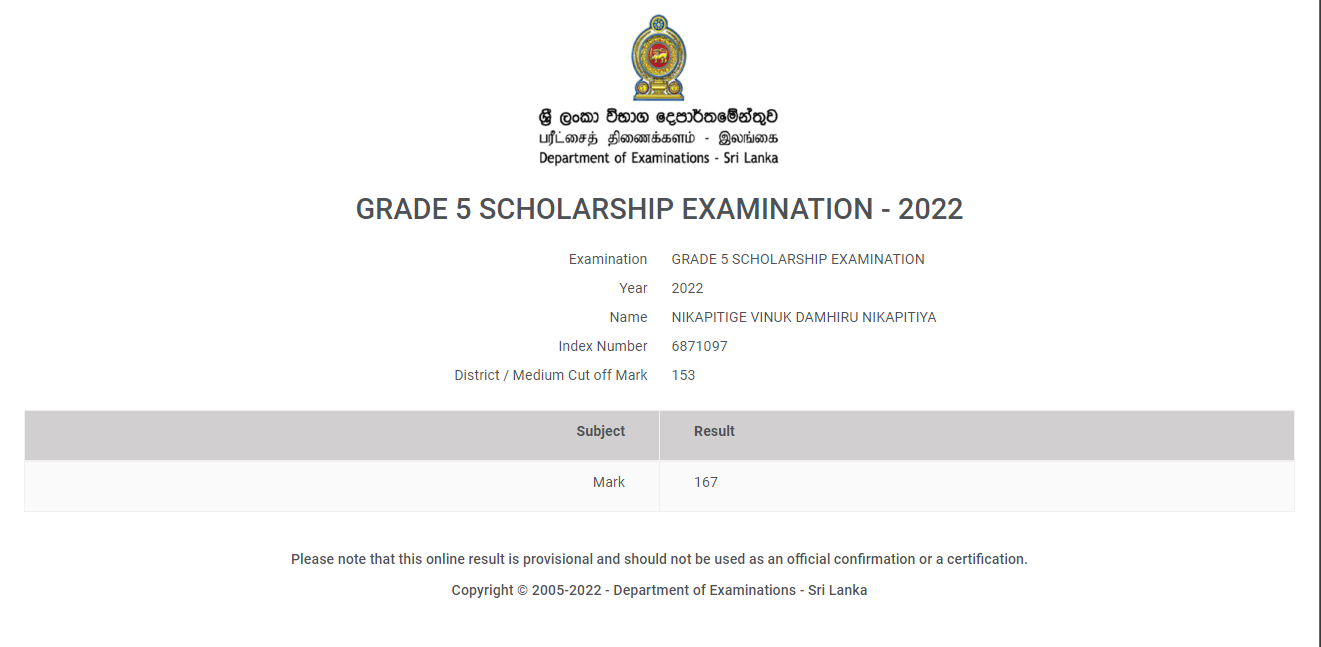 ශ්‍රී ලංකා විභාග දෙපාර්තමේන්තුව
பரீட்சைத் திணைக்களம் - இலங்கை
Department of Examinations - Sri Lanka
GRADE 5 SCHOLARSHIP EXAMINATION - 2022
Examination GRADE 5 SCHOLARSHIP EXAMINATION
Year 2022
Name NIKAPITIGE VINUK DAMHIRU NIKAPITIYA
Index Number 6871097
District / Medium Cut off Mark 153
Subject Result
Mark 167
Please note that this online result is provisional and should not be used as an official confirmation or a certification.
Copyright © 2005-2022 - Department of Examinations - Sri Lanka